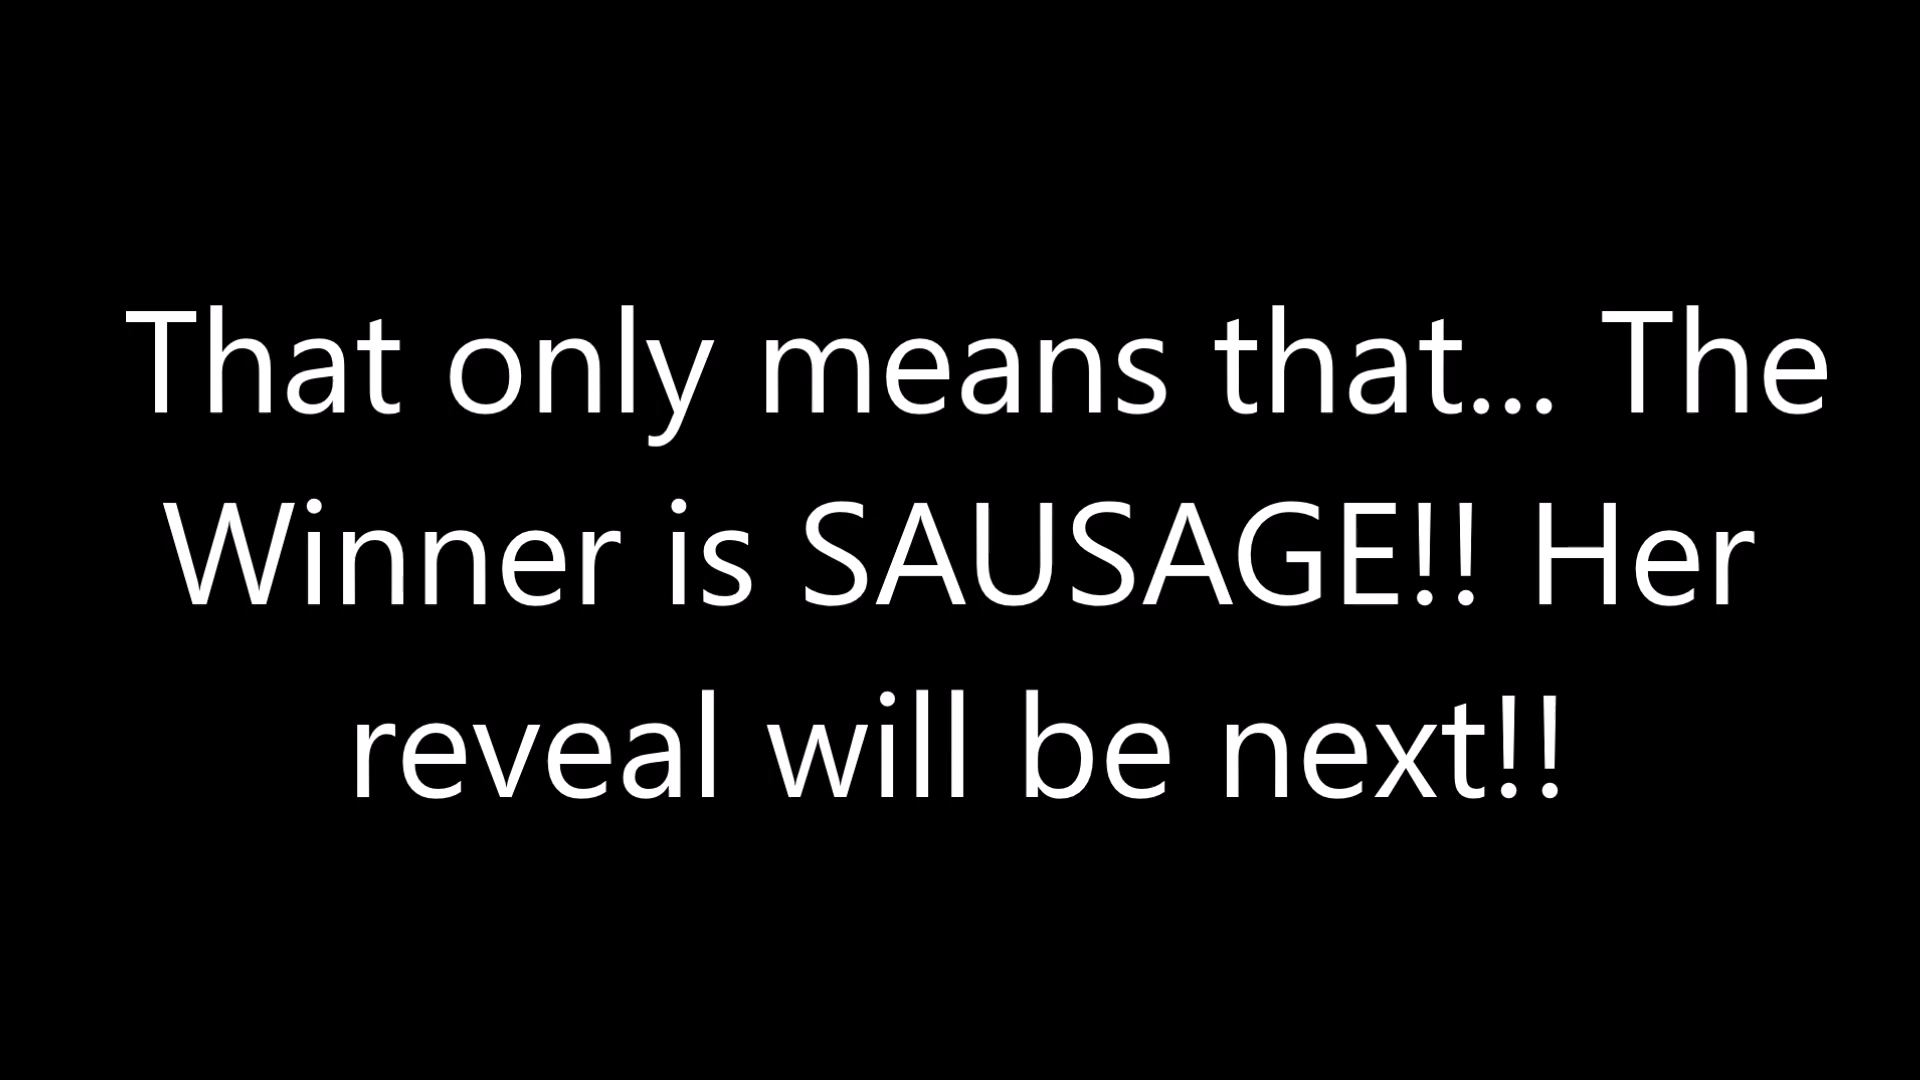 That only means that... The
Winner is SAUSAGE!! Her
reveal will be next!!